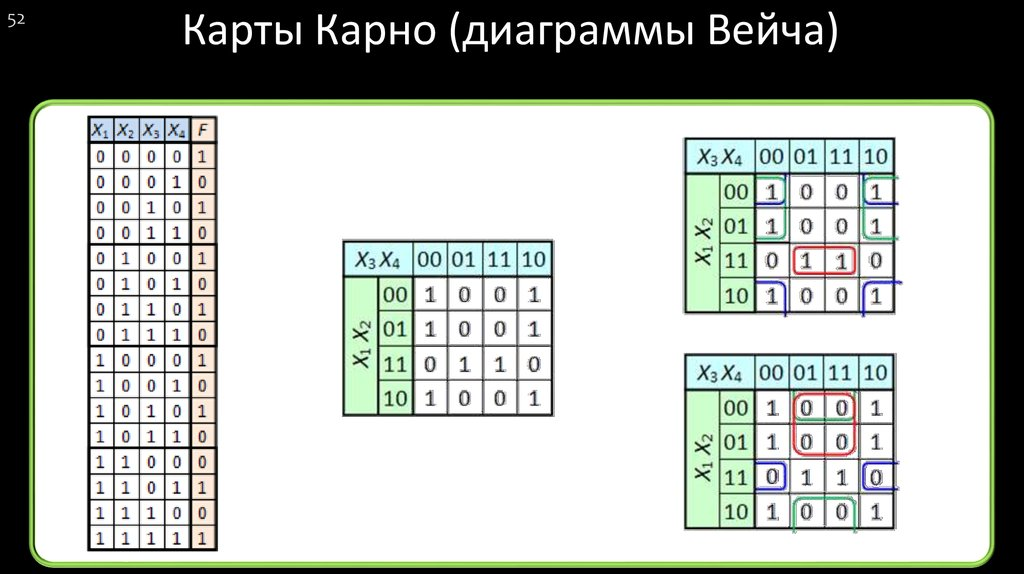 52
Карты Карно (диаграммы Вейча)
X1 X2 X3 X4 F
0 0 0 0 1
0 0 0 1 0
0 0 1 0 1
0 0 1 1 0
0 1 0 0 1
0 1 0 1 0
0 1 1 0 1
0 1 1 1 0
1 0 0 0 1
1 0 0 1 0
1 0 1 0 1
1 0 1 1 0
1 1 0 0 0
1 1 0 1 1
1 1 1 0 0
1 1 1 1 1
X3 X4 00 01 11 10
X1 X2
00 1 0 0 1
01 1 0 0 1
11 0 1 1 0
10 1 0 0 1
X3 X4 00 01 11 10
X1 X2
00 1 0 0 1
01 1 0 0 1
11 0 1 1 0
10 1 0 0 1
X3 X4 00 01 11 10
X1 X2
00 1 0 0 1
01 1 0 0 1
11 0 1 1 0
10 1 0 0 1